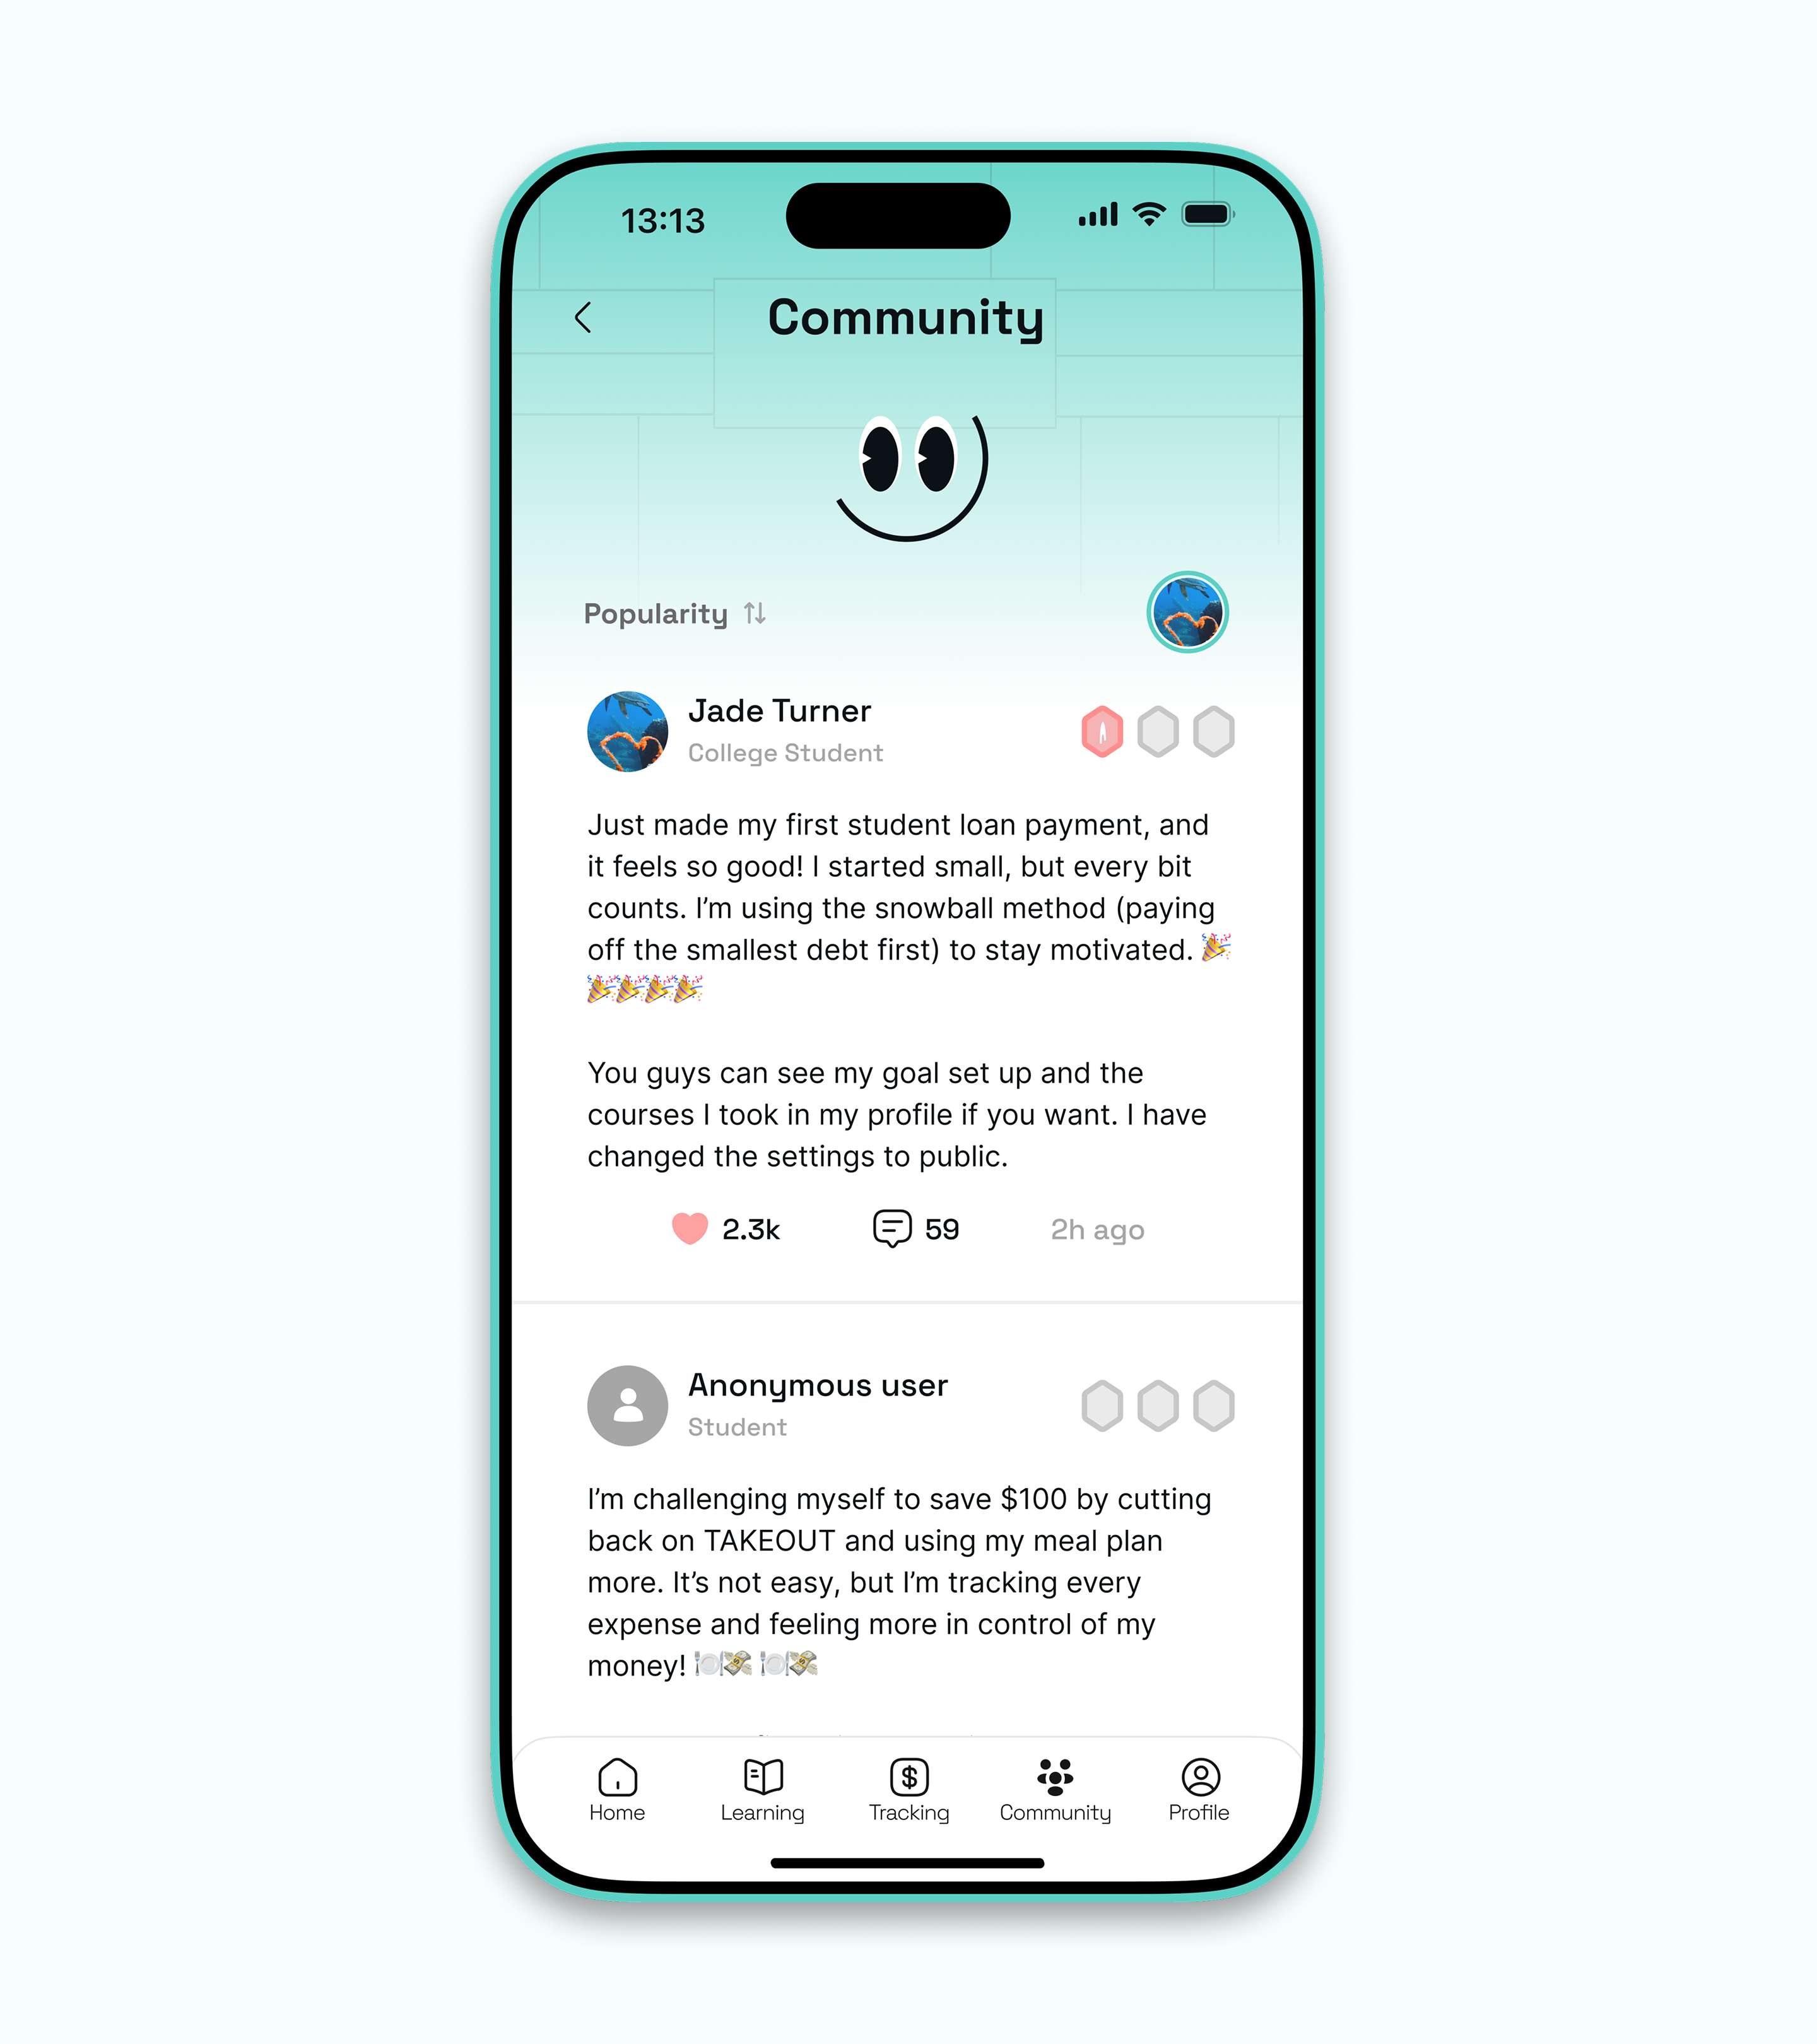 13:13
Community
Popularity
Jade Turner
College Student
Just made my first student loan payment, and
it feels so good! I started small, but every bit
counts. I’m using the snowball method (paying
off the smallest debt first) to stay motivated. 🎉
🎉🎉🎉🎉
You guys can see my goal set up and the
courses I took in my profile if you want. I have
changed the settings to public.
2.3k 59 2h ago
Anonymous user
Student
I’m challenging myself to save $100 by cutting
back on TAKEOUT and using my meal plan
more. It’s not easy, but I’m tracking every
expense and feeling more in control of my
money! 🍽️💸 🍽️💸
Home Learning Tracking Community Profile